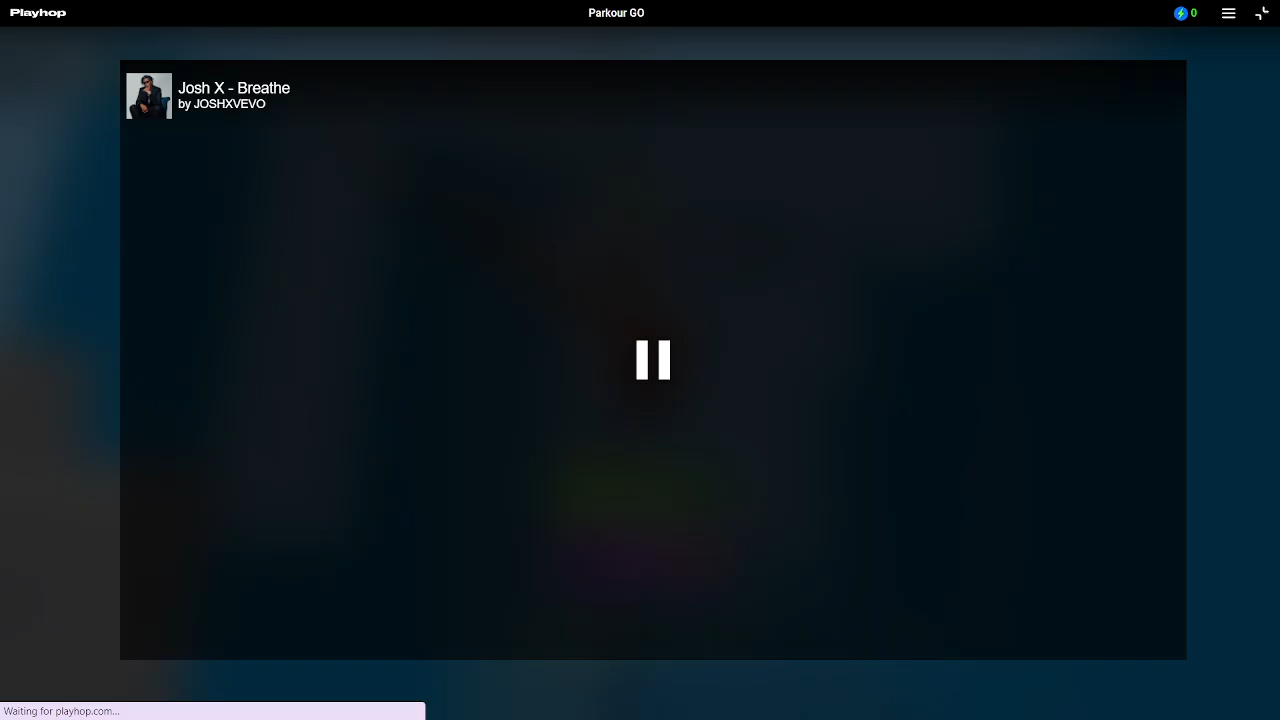 Playhop
Parkour GO
0
Josh X - Breathe
by JOSHXVEVO
Waiting for playhop.com...